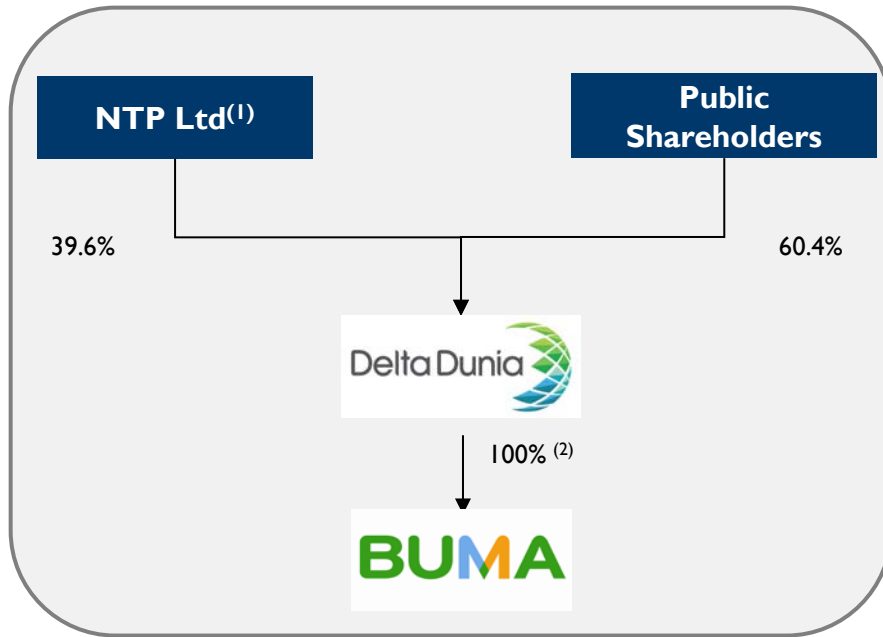 NTP Ltd(1)
Public
Shareholders
39.6%
60.4%
Delta Dunia
100% (2)
BUMA